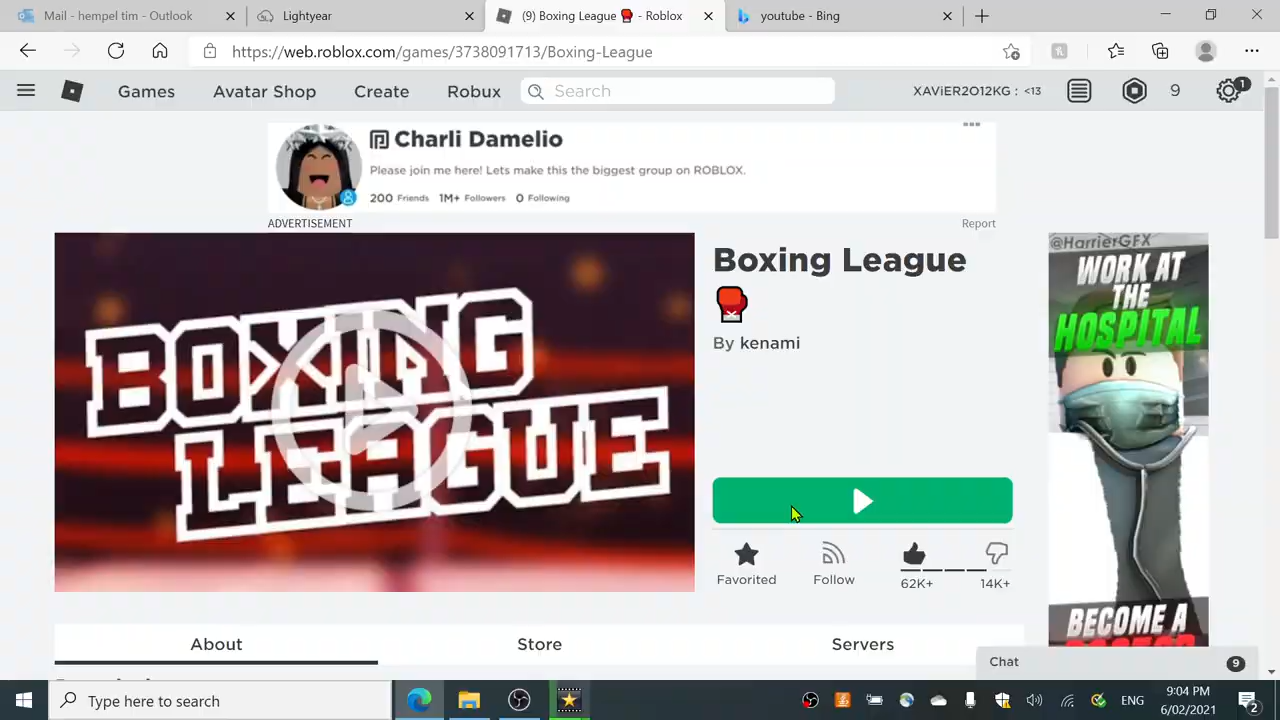 Mail - hempel tim - Outlook
Lightyear
(9) Boxing League 🥊 - Roblox
youtube - Bing
https://web.roblox.com/games/3738091713/Boxing-League
Games
Avatar Shop
Create
Robux
Search
XAViER2O12KG : <13
9
1
Charli Damelio
Please join me here! Lets make this the biggest group on ROBLOX.
200 Friends 1M+ Followers 0 Following
ADVERTISEMENT
Report
BOXING
LEAGUE
Boxing League
🥊
By kenami
@HarrierGFX
WORK AT
THE
HOSPITAL
BECOME A
Favorited
Follow
62K+
14K+
About
Store
Servers
Chat
9
Type here to search
ENG
9:04 PM
6/02/2021
2